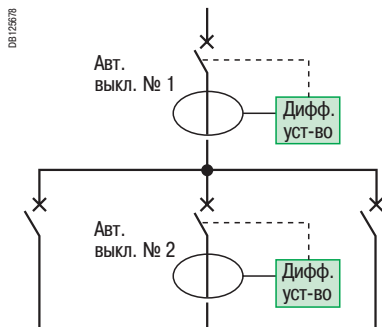 DB125678
Авт.
выкл. № 1
Дифф.
уст-во
Авт.
выкл. № 2
Дифф.
уст-во